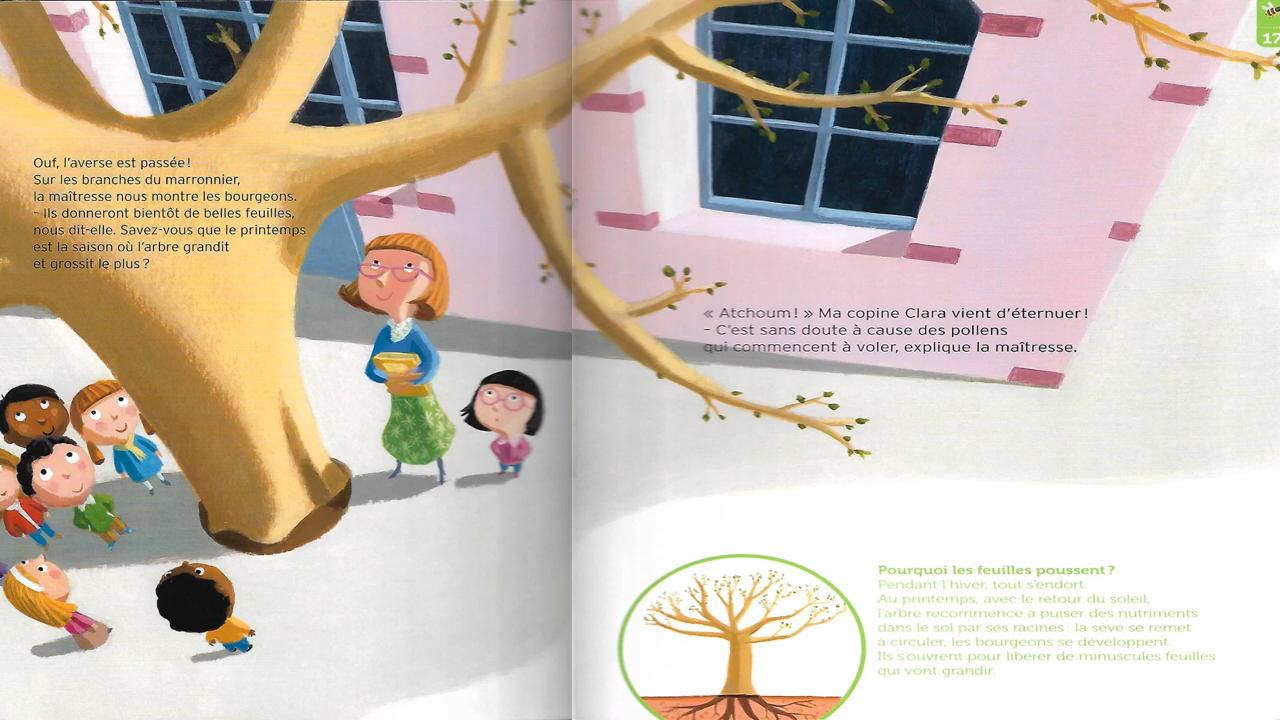 Ouf, l'averse est passée !
Sur les branches du marronnier,
la maîtresse nous montre les bourgeons.
– Ils donneront bientôt de belles feuilles,
nous dit-elle. Savez-vous que le printemps
est la saison où l'arbre grandit
et grossit le plus ?
17
« Atchoum ! » Ma copine Clara vient d'éternuer !
– C'est sans doute à cause des pollens
qui commencent à voler, explique la maîtresse.
Pourquoi les feuilles poussent ?
Pendant l'hiver, tout s'endort.
Au printemps, avec le retour du soleil,
l'arbre recommence à puiser des nutriments
dans le sol par ses racines : la sève se remet
à circuler, les bourgeons se développent.
Ils s'ouvrent pour libérer de minuscules feuilles
qui vont grandir.